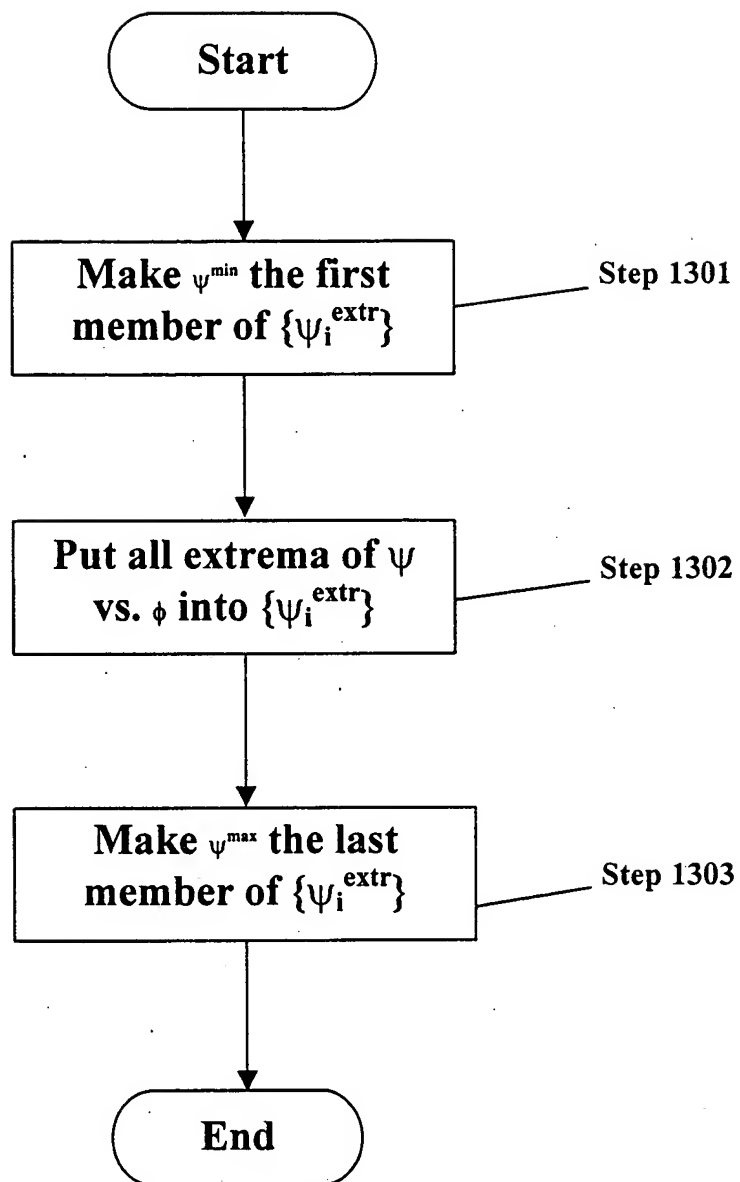 Start
Make ψ^min the first
member of {ψ_i^extr}
Step 1301
Put all extrema of ψ
vs. ϕ into {ψ_i^extr}
Step 1302
Make ψ^max the last
member of {ψ_i^extr}
Step 1303
End